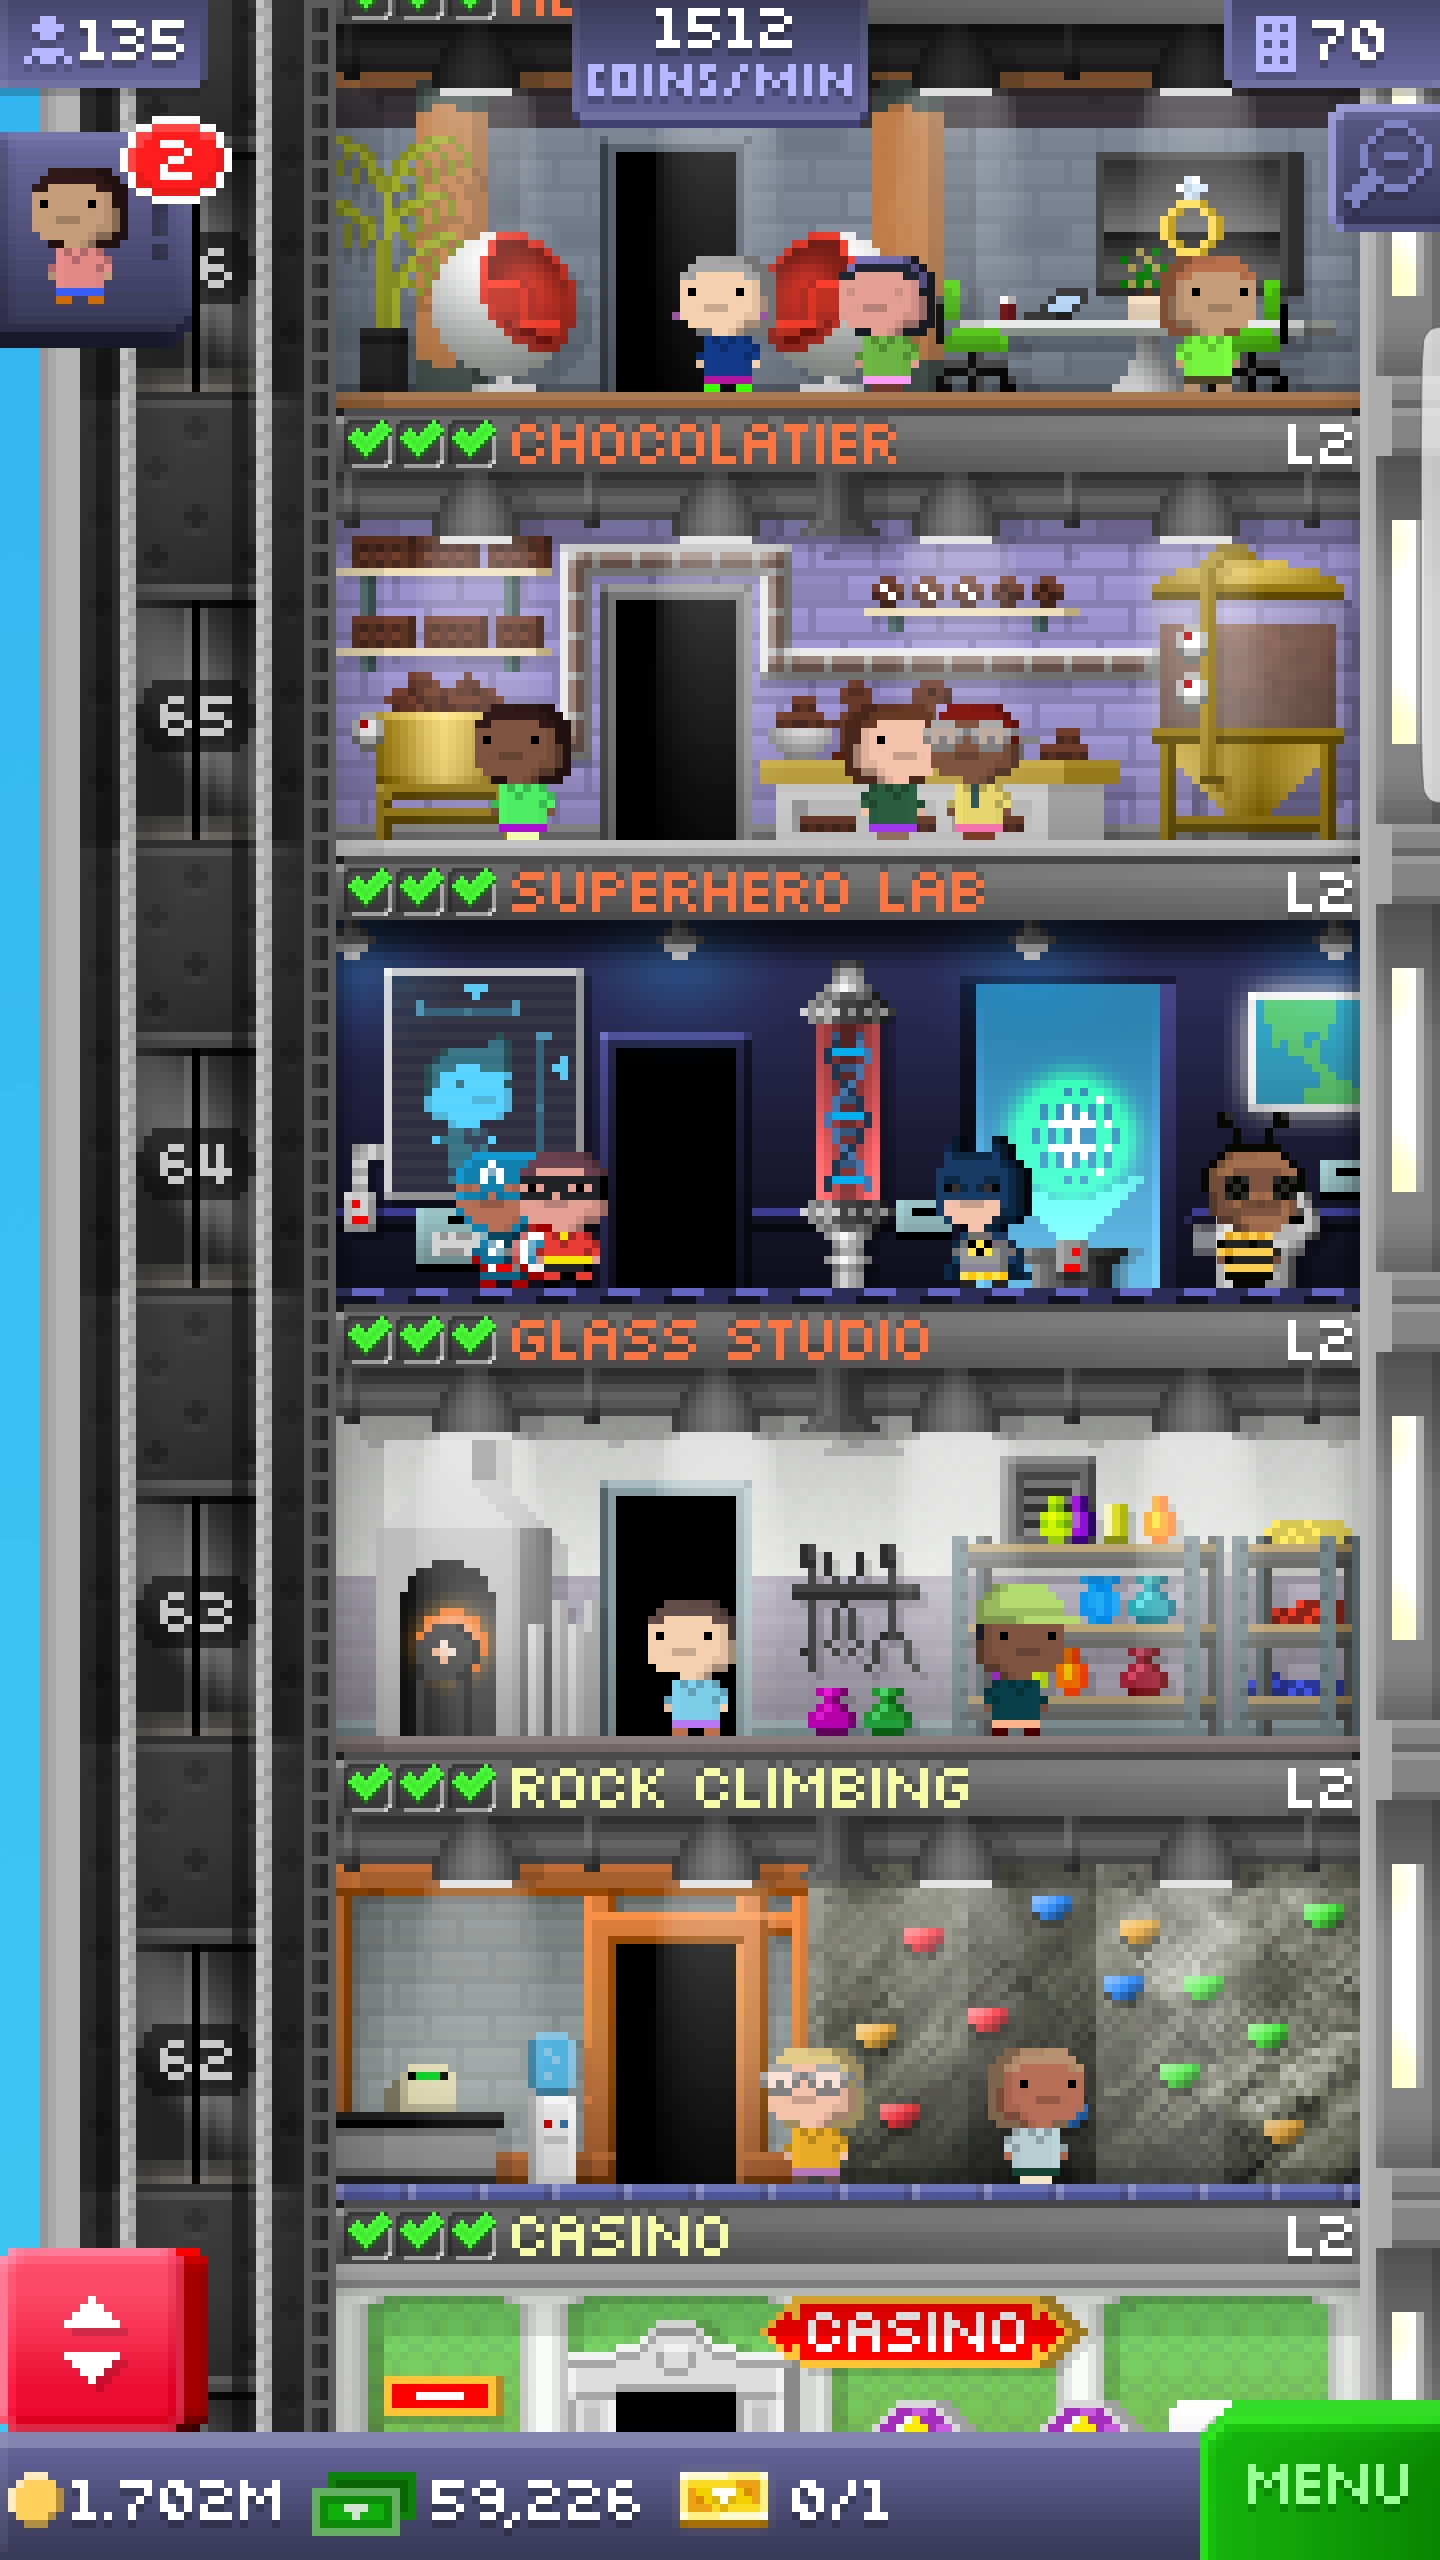 135
1512
COINS/MIN
70
2
6
CHOCOLATIER L2
65
SUPERHERO LAB L2
64
GLASS STUDIO L2
63
ROCK CLIMBING L2
62
CASINO L2
CASINO
1.702M 59,226 0/1
MENU